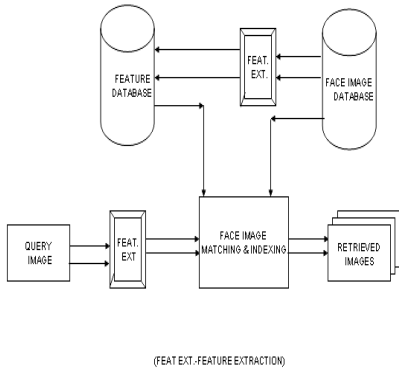 FEATURE
DATABASE
FEAT.
EXT.
FACE IMAGE
DATABASE
QUERY
IMAGE
FEAT.
EXT
FACE IMAGE
MATCHING & INDEXING
RETRIEVED
IMAGES
(FEAT EXT.-FEATURE EXTRACTION)